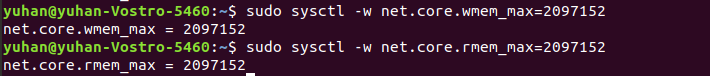 yuhan@yuhan-Vostro-5460:~$ sudo sysctl -w net.core.wmem_max=2097152
net.core.wmem_max = 2097152
yuhan@yuhan-Vostro-5460:~$ sudo sysctl -w net.core.rmem_max=2097152
net.core.rmem_max = 2097152